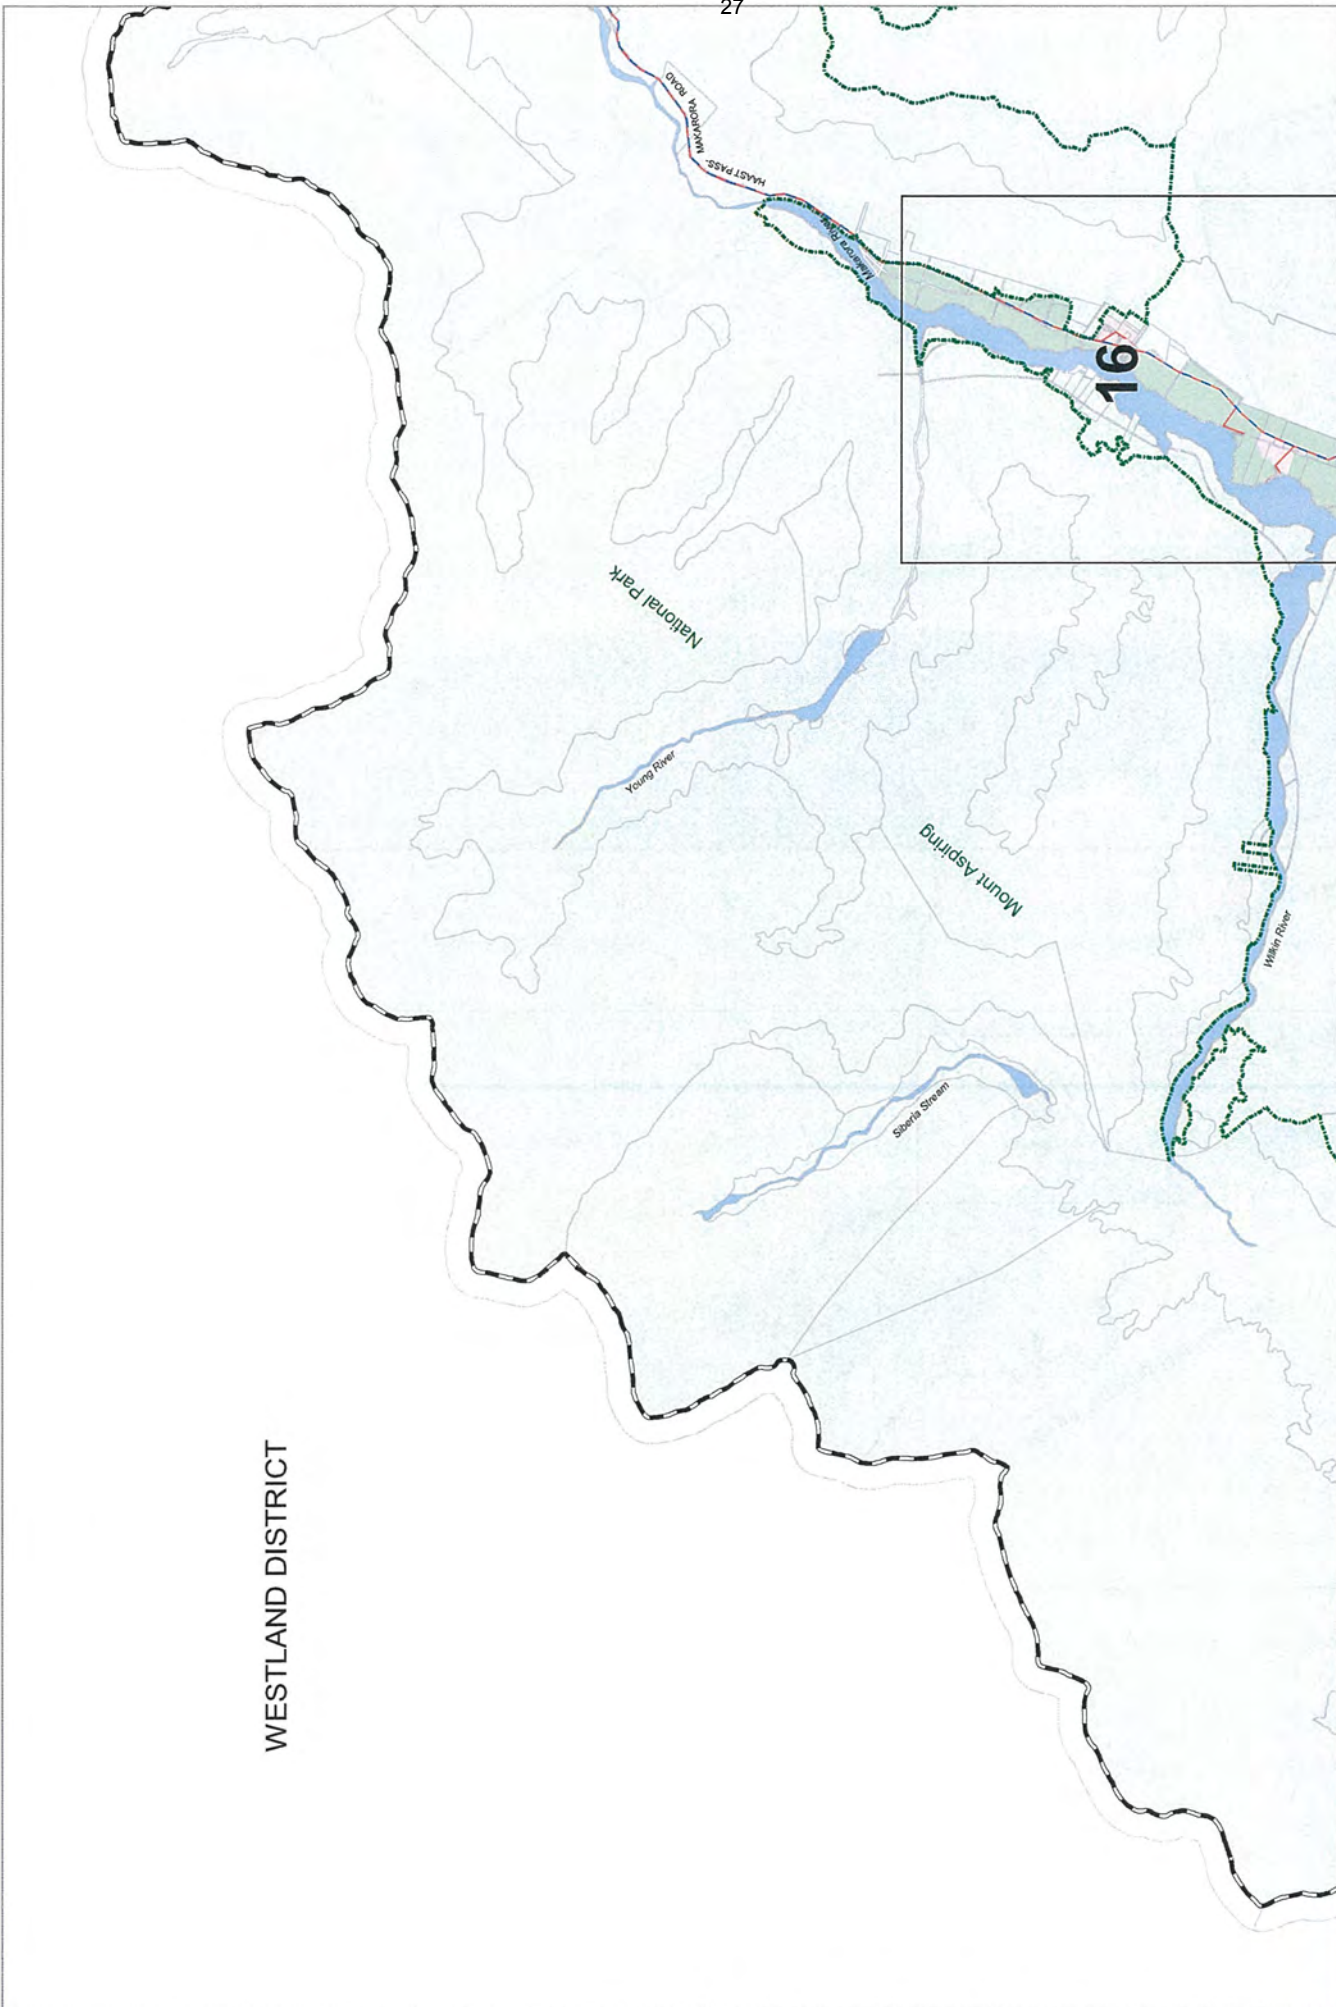 27
WESTLAND DISTRICT
HAAST PASS-
MAKARORA ROAD
Makarora River
16
National Park
Young River
Mount Aspiring
Siberia Stream
Wilkin River